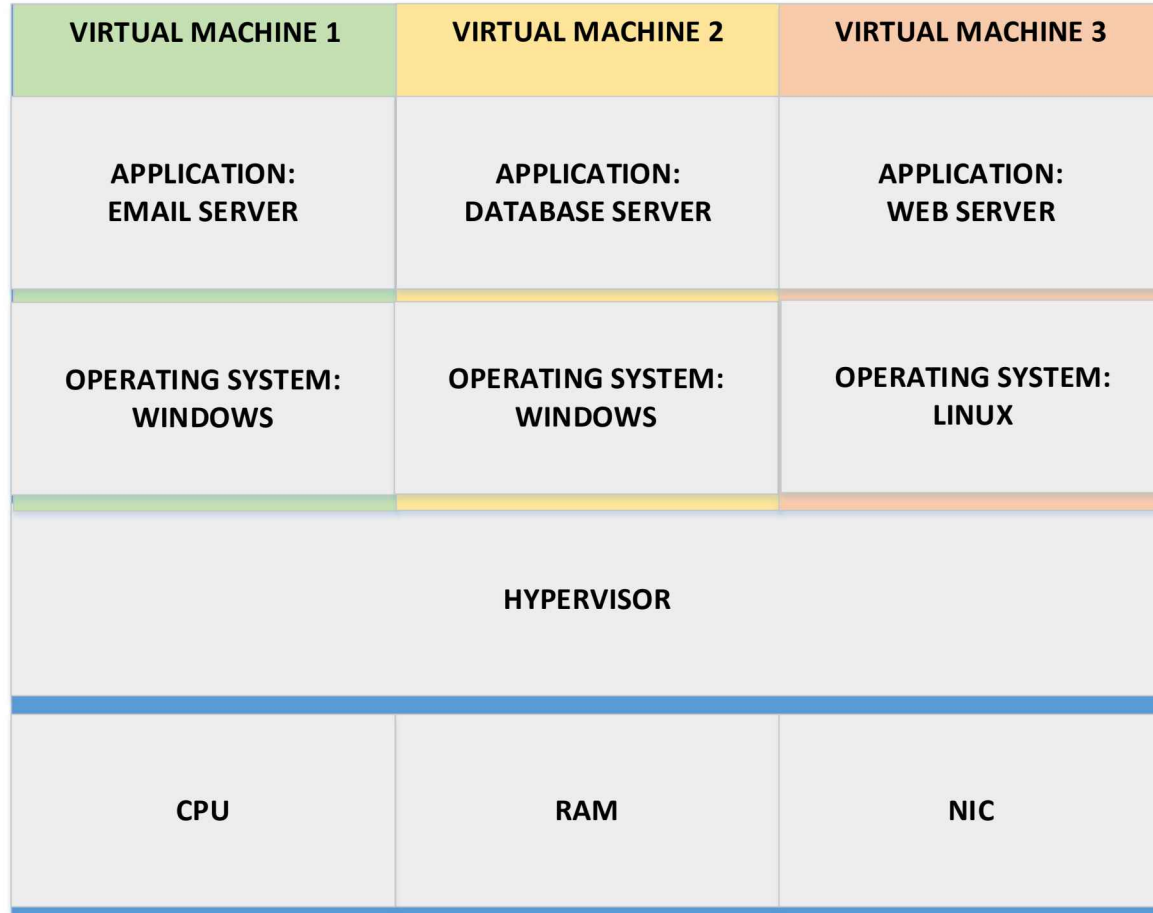 VIRTUAL MACHINE 1
VIRTUAL MACHINE 2
VIRTUAL MACHINE 3
APPLICATION:
EMAIL SERVER
APPLICATION:
DATABASE SERVER
APPLICATION:
WEB SERVER
OPERATING SYSTEM:
WINDOWS
OPERATING SYSTEM:
WINDOWS
OPERATING SYSTEM:
LINUX
HYPERVISOR
CPU
RAM
NIC